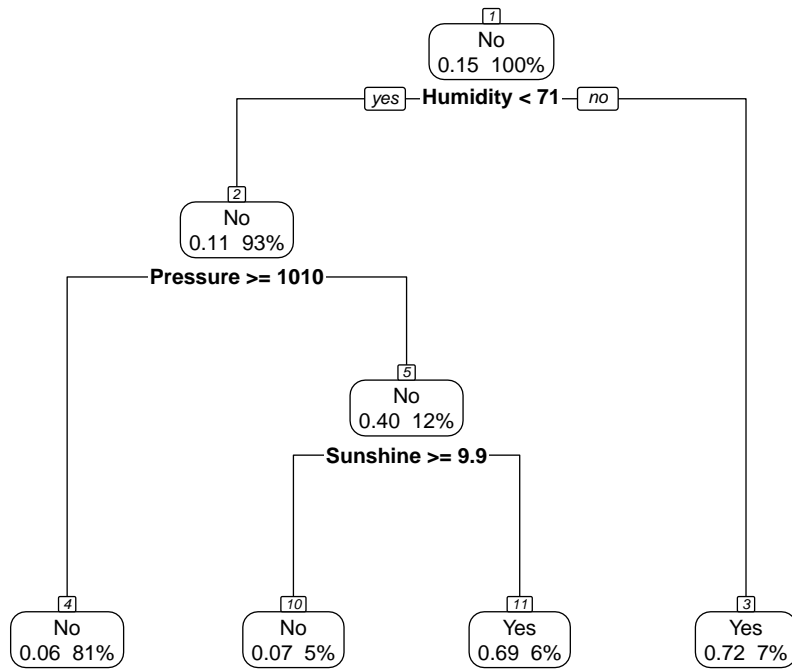 1
No
0.15 100%
yes Humidity < 71 no
2
No
0.11 93%
Pressure >= 1010
5
No
0.40 12%
Sunshine >= 9.9
4
No
0.06 81%
10
No
0.07 5%
11
Yes
0.69 6%
3
Yes
0.72 7%